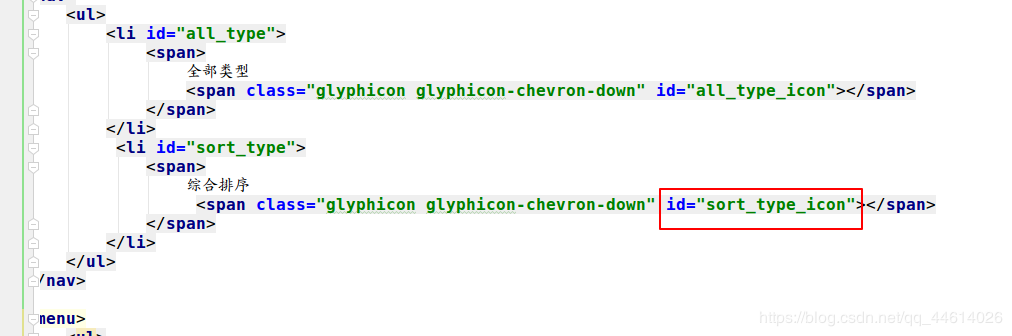 <ul>
<li id="all_type">
<span>
全部类型
<span class="glyphicon glyphicon-chevron-down" id="all_type_icon"></span>
</span>
</li>
<li id="sort_type">
<span>
综合排序
<span class="glyphicon glyphicon-chevron-down" id="sort_type_icon"></span>
</span>
</li>
</ul>
/nav>
menu>
<ul>
https://blog.csdn.net/qq_44614026